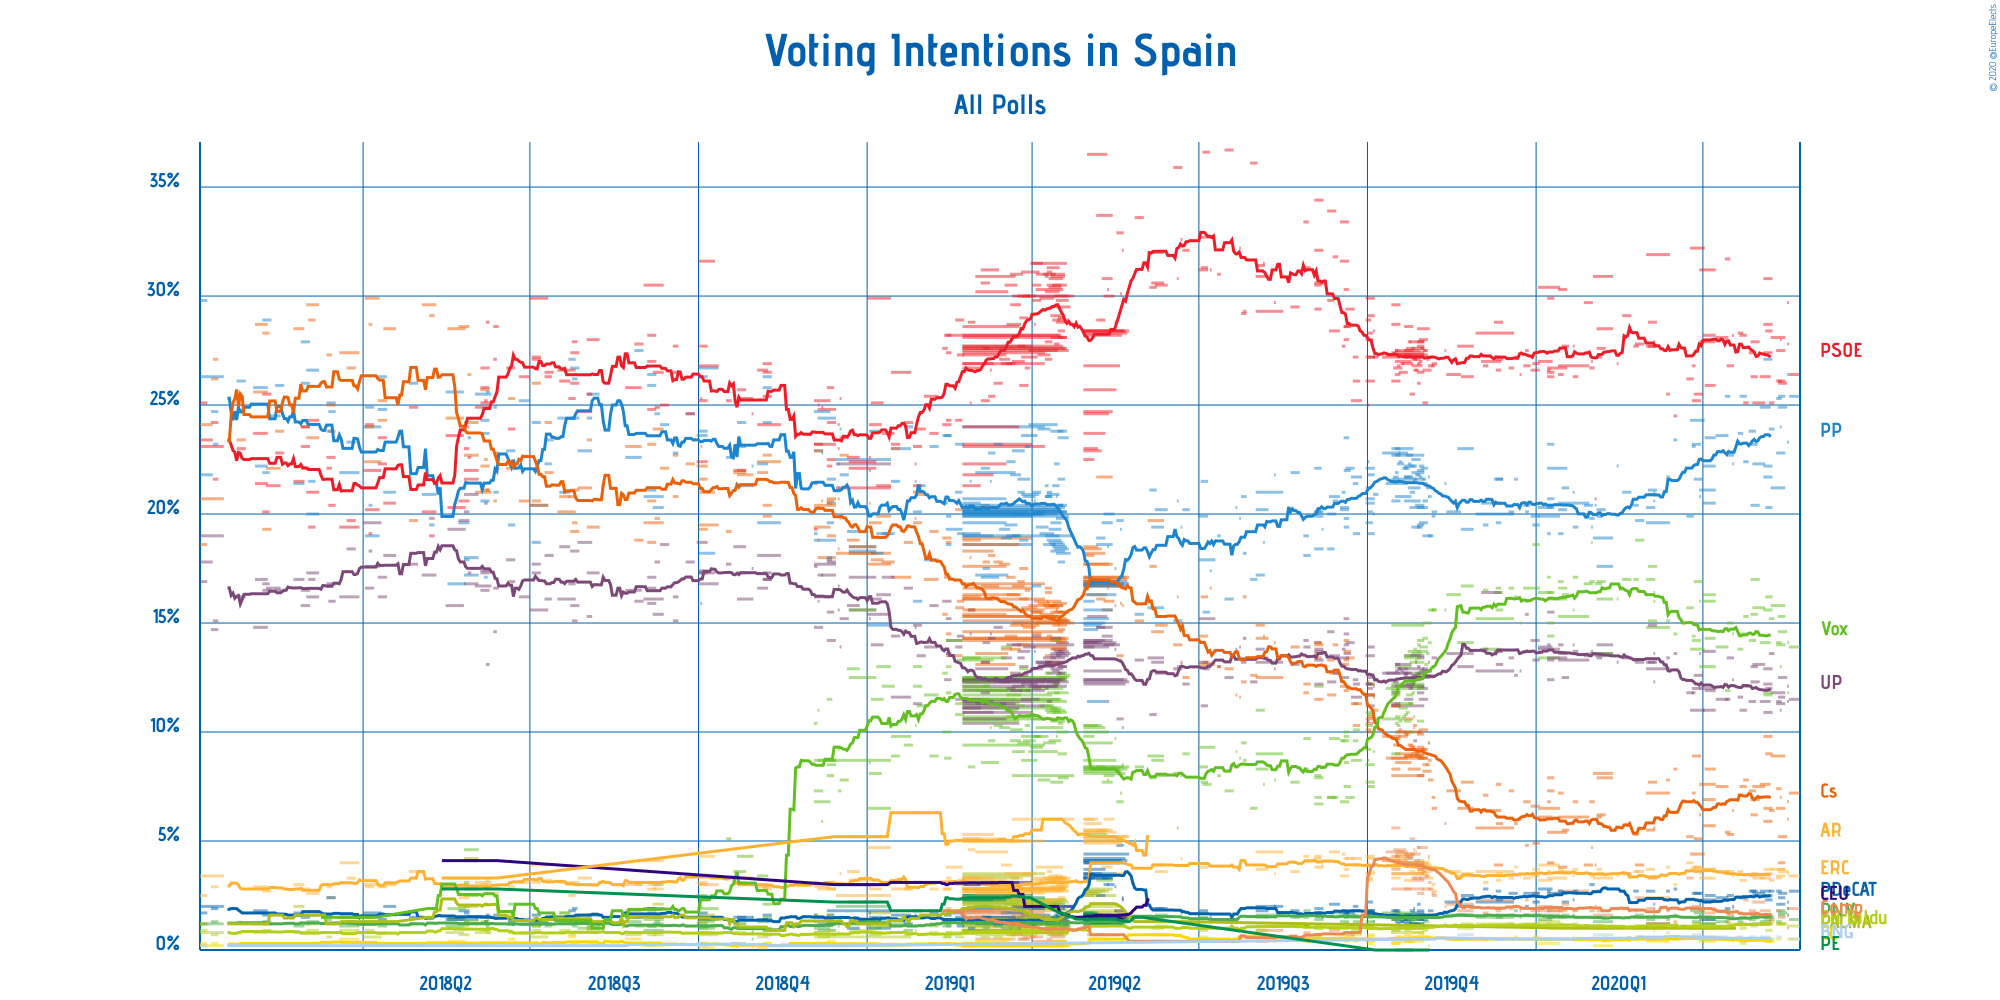 © 2020 @EuropeElects
Voting Intentions in Spain
All Polls
35%
30%
25%
20%
15%
10%
5%
0%
PSOE
PP
Vox
UP
Cs
AR
ERC
BNG
PE
2018Q2 2018Q3 2018Q4 2019Q1 2019Q2 2019Q3 2019Q4 2020Q1